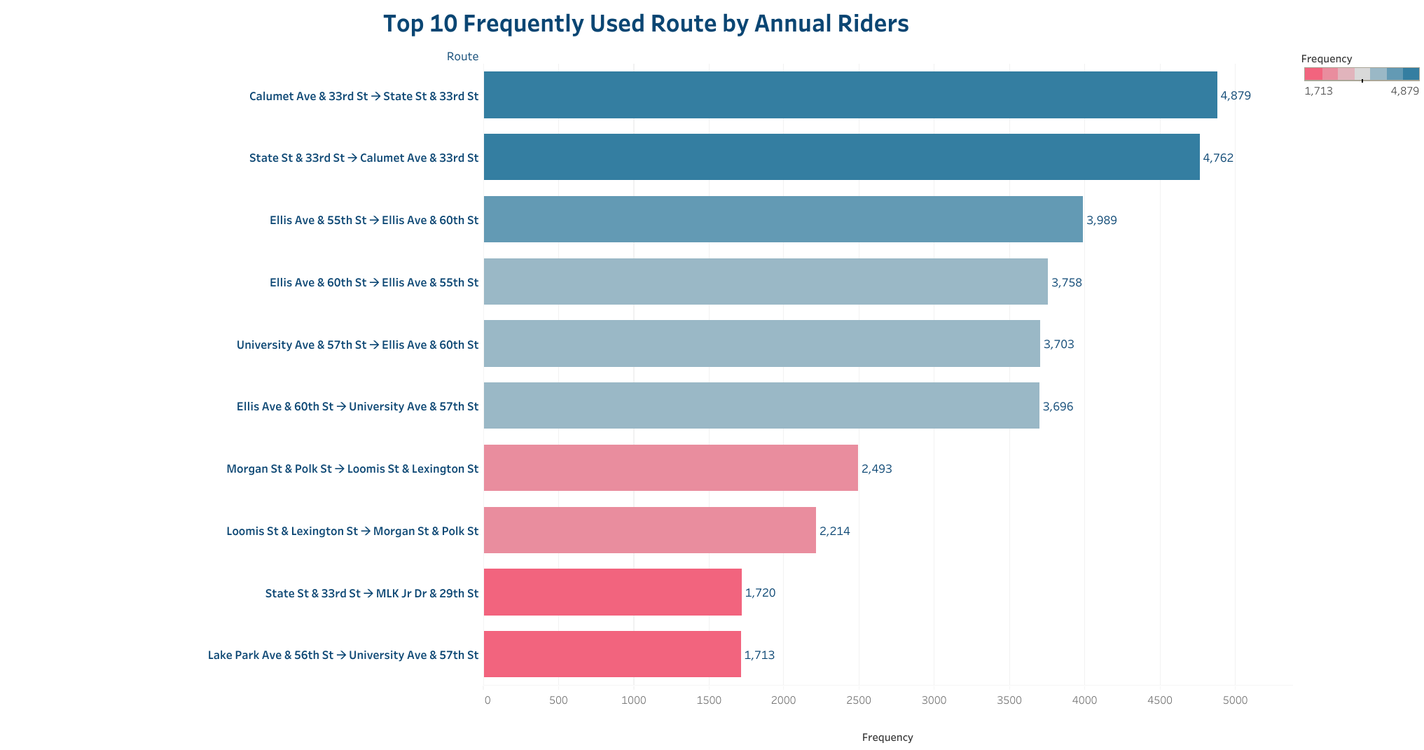 Top 10 Frequently Used Route by Annual Riders
Route
Frequency
1,713 4,879
Calumet Ave & 33rd St → State St & 33rd St 4,879
State St & 33rd St → Calumet Ave & 33rd St 4,762
Ellis Ave & 55th St → Ellis Ave & 60th St 3,989
Ellis Ave & 60th St → Ellis Ave & 55th St 3,758
University Ave & 57th St → Ellis Ave & 60th St 3,703
Ellis Ave & 60th St → University Ave & 57th St 3,696
Morgan St & Polk St → Loomis St & Lexington St 2,493
Loomis St & Lexington St → Morgan St & Polk St 2,214
State St & 33rd St → MLK Jr Dr & 29th St 1,720
Lake Park Ave & 56th St → University Ave & 57th St 1,713
0 500 1000 1500 2000 2500 3000 3500 4000 4500 5000
Frequency